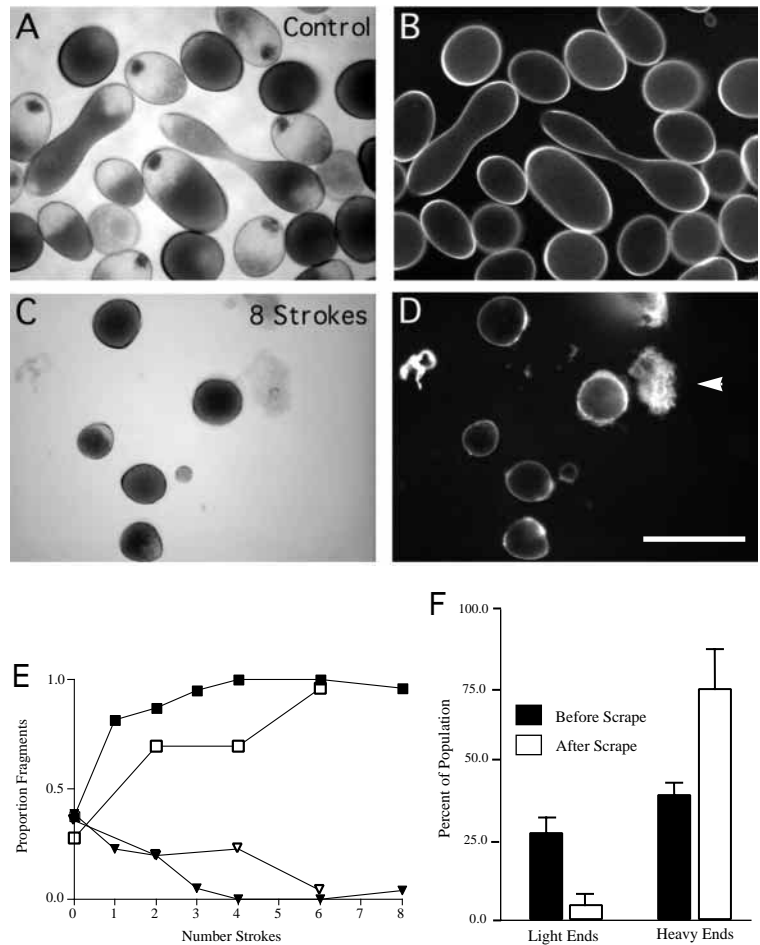 A
Control
B
C
8 Strokes
D
E
1.0
0.5
0.0
Proportion Fragments
0 1 2 3 4 5 6 7 8
Number Strokes
F
100.0
75.0
50.0
25.0
0.0
Percent of Population
Before Scrape
After Scrape
Light Ends
Heavy Ends